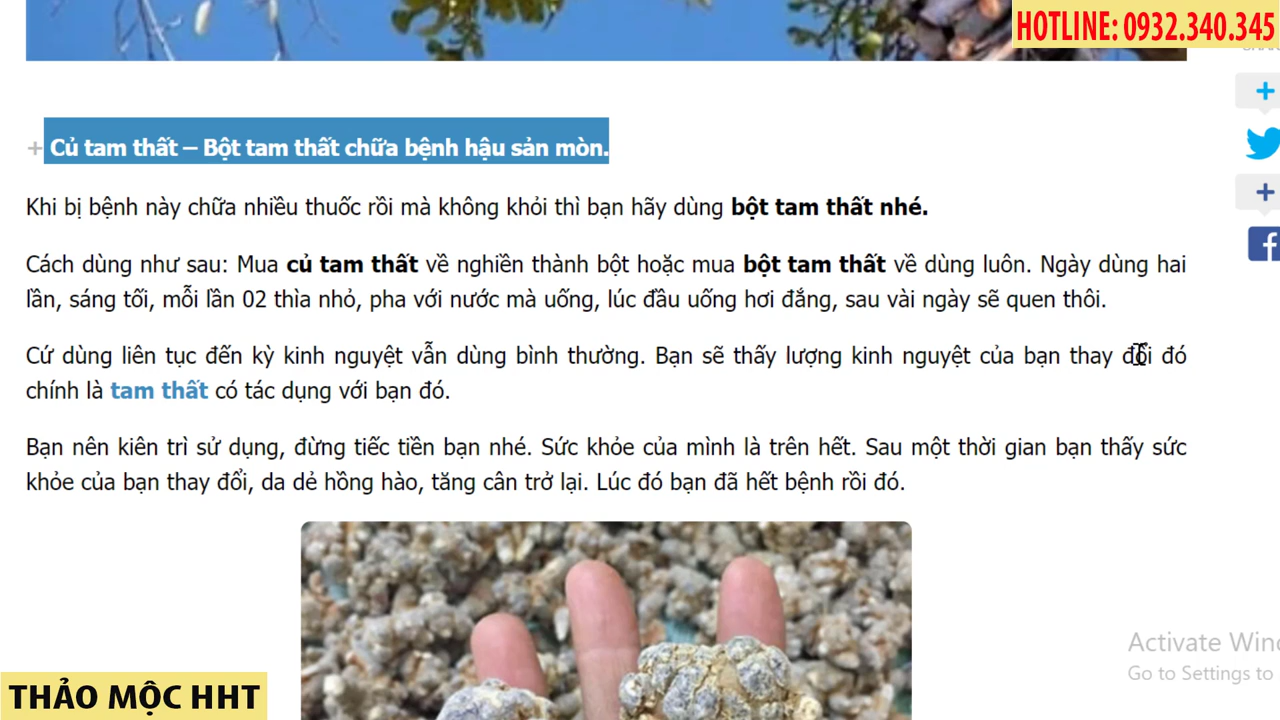 HOTLINE: 0932.340.345
+ Củ tam thất – Bột tam thất chữa bệnh hậu sản mòn.
Khi bị bệnh này chữa nhiều thuốc rồi mà không khỏi thì bạn hãy dùng bột tam thất nhé.
Cách dùng như sau: Mua củ tam thất về nghiền thành bột hoặc mua bột tam thất về dùng luôn. Ngày dùng hai
lần, sáng tối, mỗi lần 02 thìa nhỏ, pha với nước mà uống, lúc đầu uống hơi đắng, sau vài ngày sẽ quen thôi.
Cứ dùng liên tục đến kỳ kinh nguyệt vẫn dùng bình thường. Bạn sẽ thấy lượng kinh nguyệt của bạn thay đổi đó
chính là tam thất có tác dụng với bạn đó.
Bạn nên kiên trì sử dụng, đừng tiếc tiền bạn nhé. Sức khỏe của mình là trên hết. Sau một thời gian bạn thấy sức
khỏe của bạn thay đổi, da dẻ hồng hào, tăng cân trở lại. Lúc đó bạn đã hết bệnh rồi đó.
Activate Win
Go to Settings to
THẢO MỘC HHT